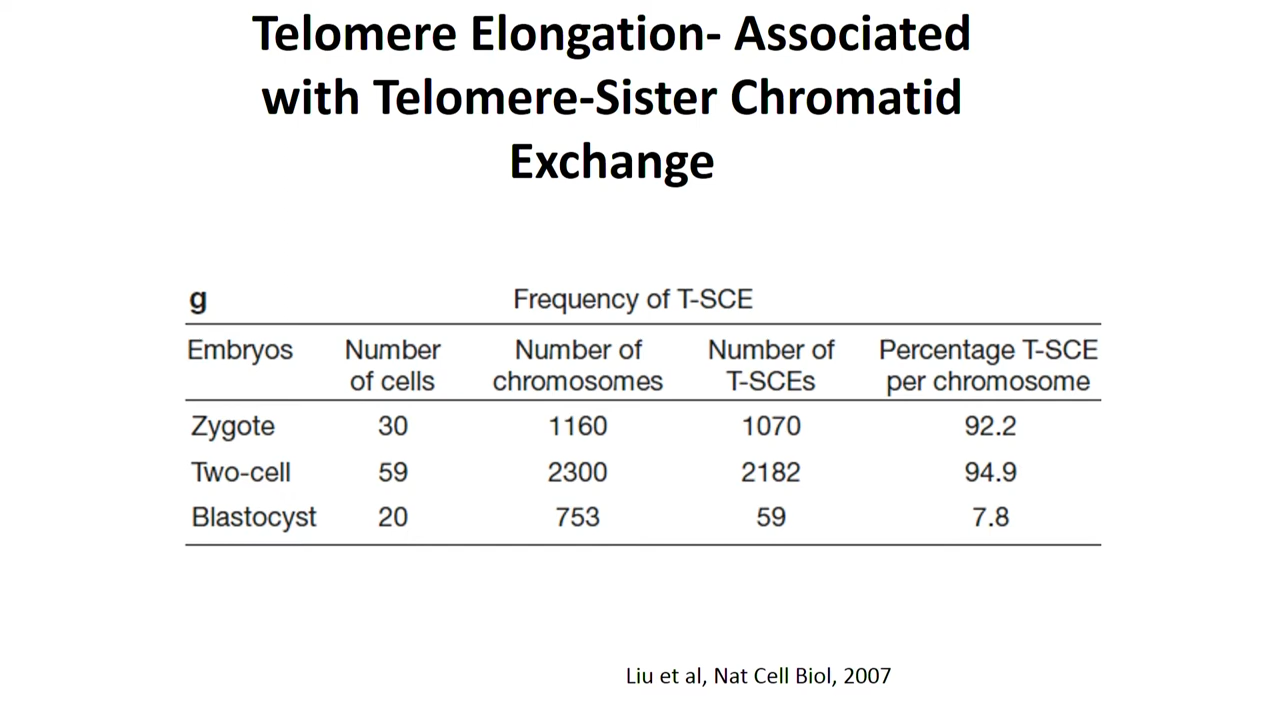 Telomere Elongation- Associated
with Telomere-Sister Chromatid
Exchange
g Frequency of T-SCE
Embryos Number of cells Number of chromosomes Number of T-SCEs Percentage T-SCE per chromosome
Zygote 30 1160 1070 92.2
Two-cell 59 2300 2182 94.9
Blastocyst 20 753 59 7.8
Liu et al, Nat Cell Biol, 2007